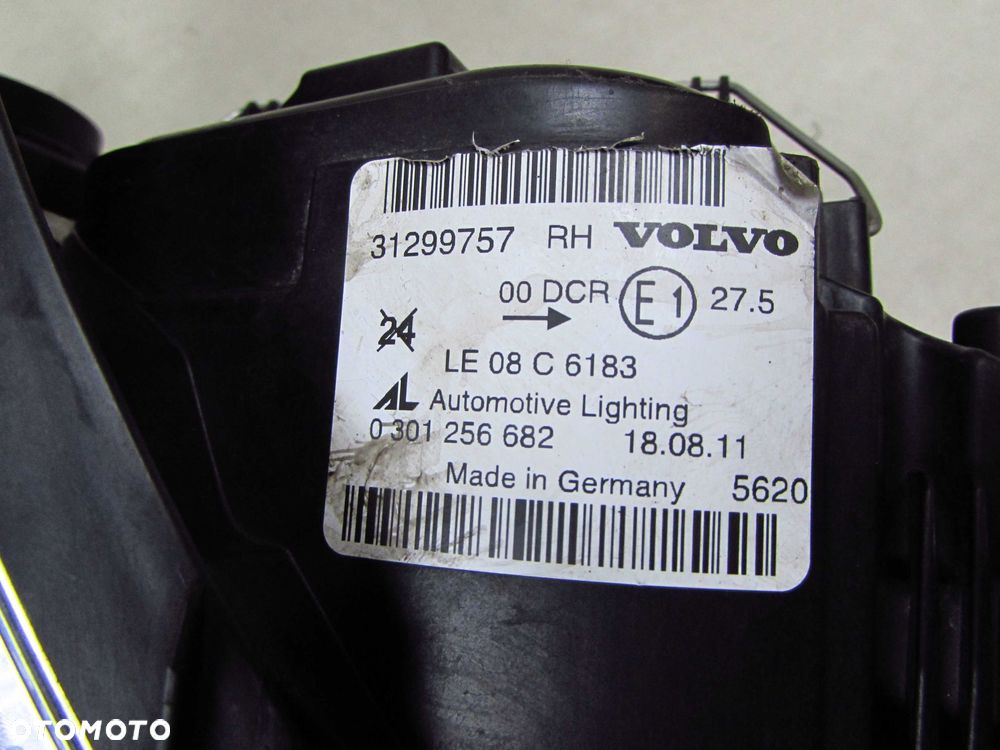 31299757 RH VOLVO
00 DCR E1 27.5
24
LE 08 C 6183
AL Automotive Lighting
0 301 256 682 18.08.11
Made in Germany 5620
OTOMOTO